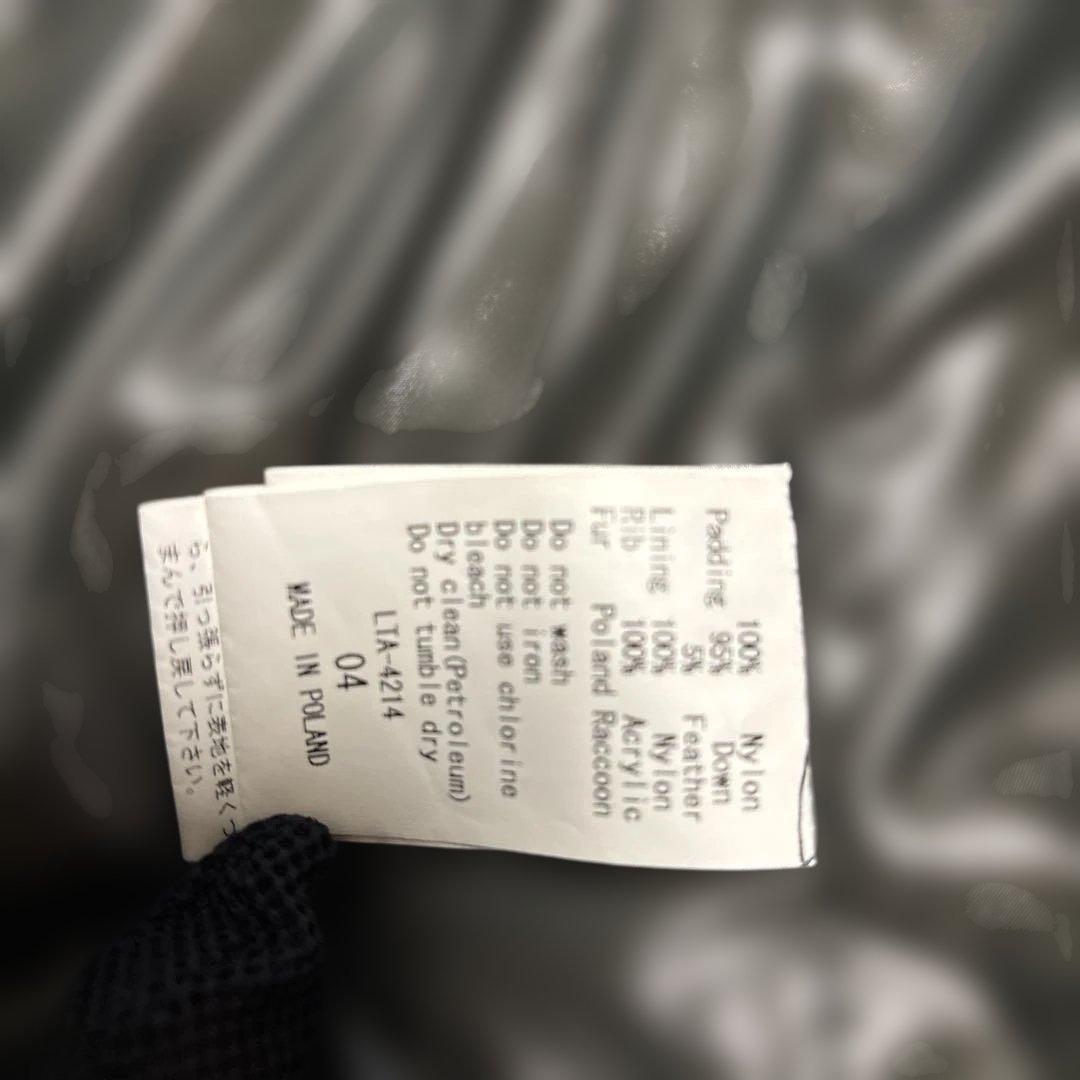 100% Nylon
Padding 95% Down
5% Feather
Lining 100% Nylon
Rib 100% Acrylic
Fur Poland Raccoon
Do not wash
Do not iron
Do not use chlorine
bleach
Dry clean(Petroleum)
Do not tumble dry
LTA-4214
04
MADE IN POLAND
ら、引っ張らずに表地を軽くつ
まんで押し戻して下さい。